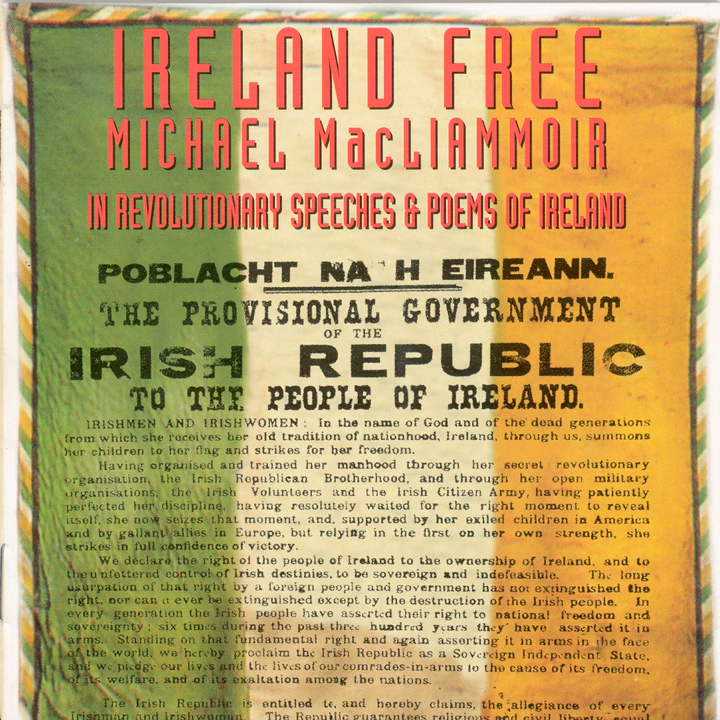 IRELAND FREE
MICHAEL MacLIAMMOIR
IN REVOLUTIONARY SPEECHES & POEMS OF IRELAND
POBLACHT NA H EIREANN.
THE PROVISIONAL GOVERNMENT
OF THE
IRISH REPUBLIC
TO THE PEOPLE OF IRELAND.
IRISHMEN AND IRISHWOMEN : In the name of God and of the dead generations
from which she receives her old tradition of nationhood, Ireland, through us, summons
her children to her flag and strikes for her freedom.
Having organised and trained her manhood through her secret revolutionary
organisation, the Irish Republican Brotherhood, and through her open military
organisations, the Irish Volunteers and the Irish Citizen Army, having patiently
perfected her discipline, having resolutely waited for the right moment to reveal
itself, she now seizes that moment, and, supported by her exiled children in America
and by gallant allies in Europe, but relying in the first on her own strength, she
strikes in full confidence of victory.
We declare the right of the people of Ireland to the ownership of Ireland, and to
the unfettered control of Irish destinies, to be sovereign and indefeasible. The long
usurpation of that right by a foreign people and government has not extinguished the
right, nor can it ever be extinguished except by the destruction of the Irish people. In
every generation the Irish people have asserted their right to national freedom and
sovereignty ; six times during the past three hundred years they have asserted it in
arms. Standing on that fundamental right and again asserting it in arms in the face
of the world, we hereby proclaim the Irish Republic as a Sovereign Independent State,
and we pledge our lives and the lives of our comrades-in-arms to the cause of its freedom,
of its welfare, and of its exaltation among the nations.
The Irish Republic is entitled to, and hereby claims, the allegiance of every
Irishman and Irishwoman. The Republic guarantees religious and civil liberty, equal